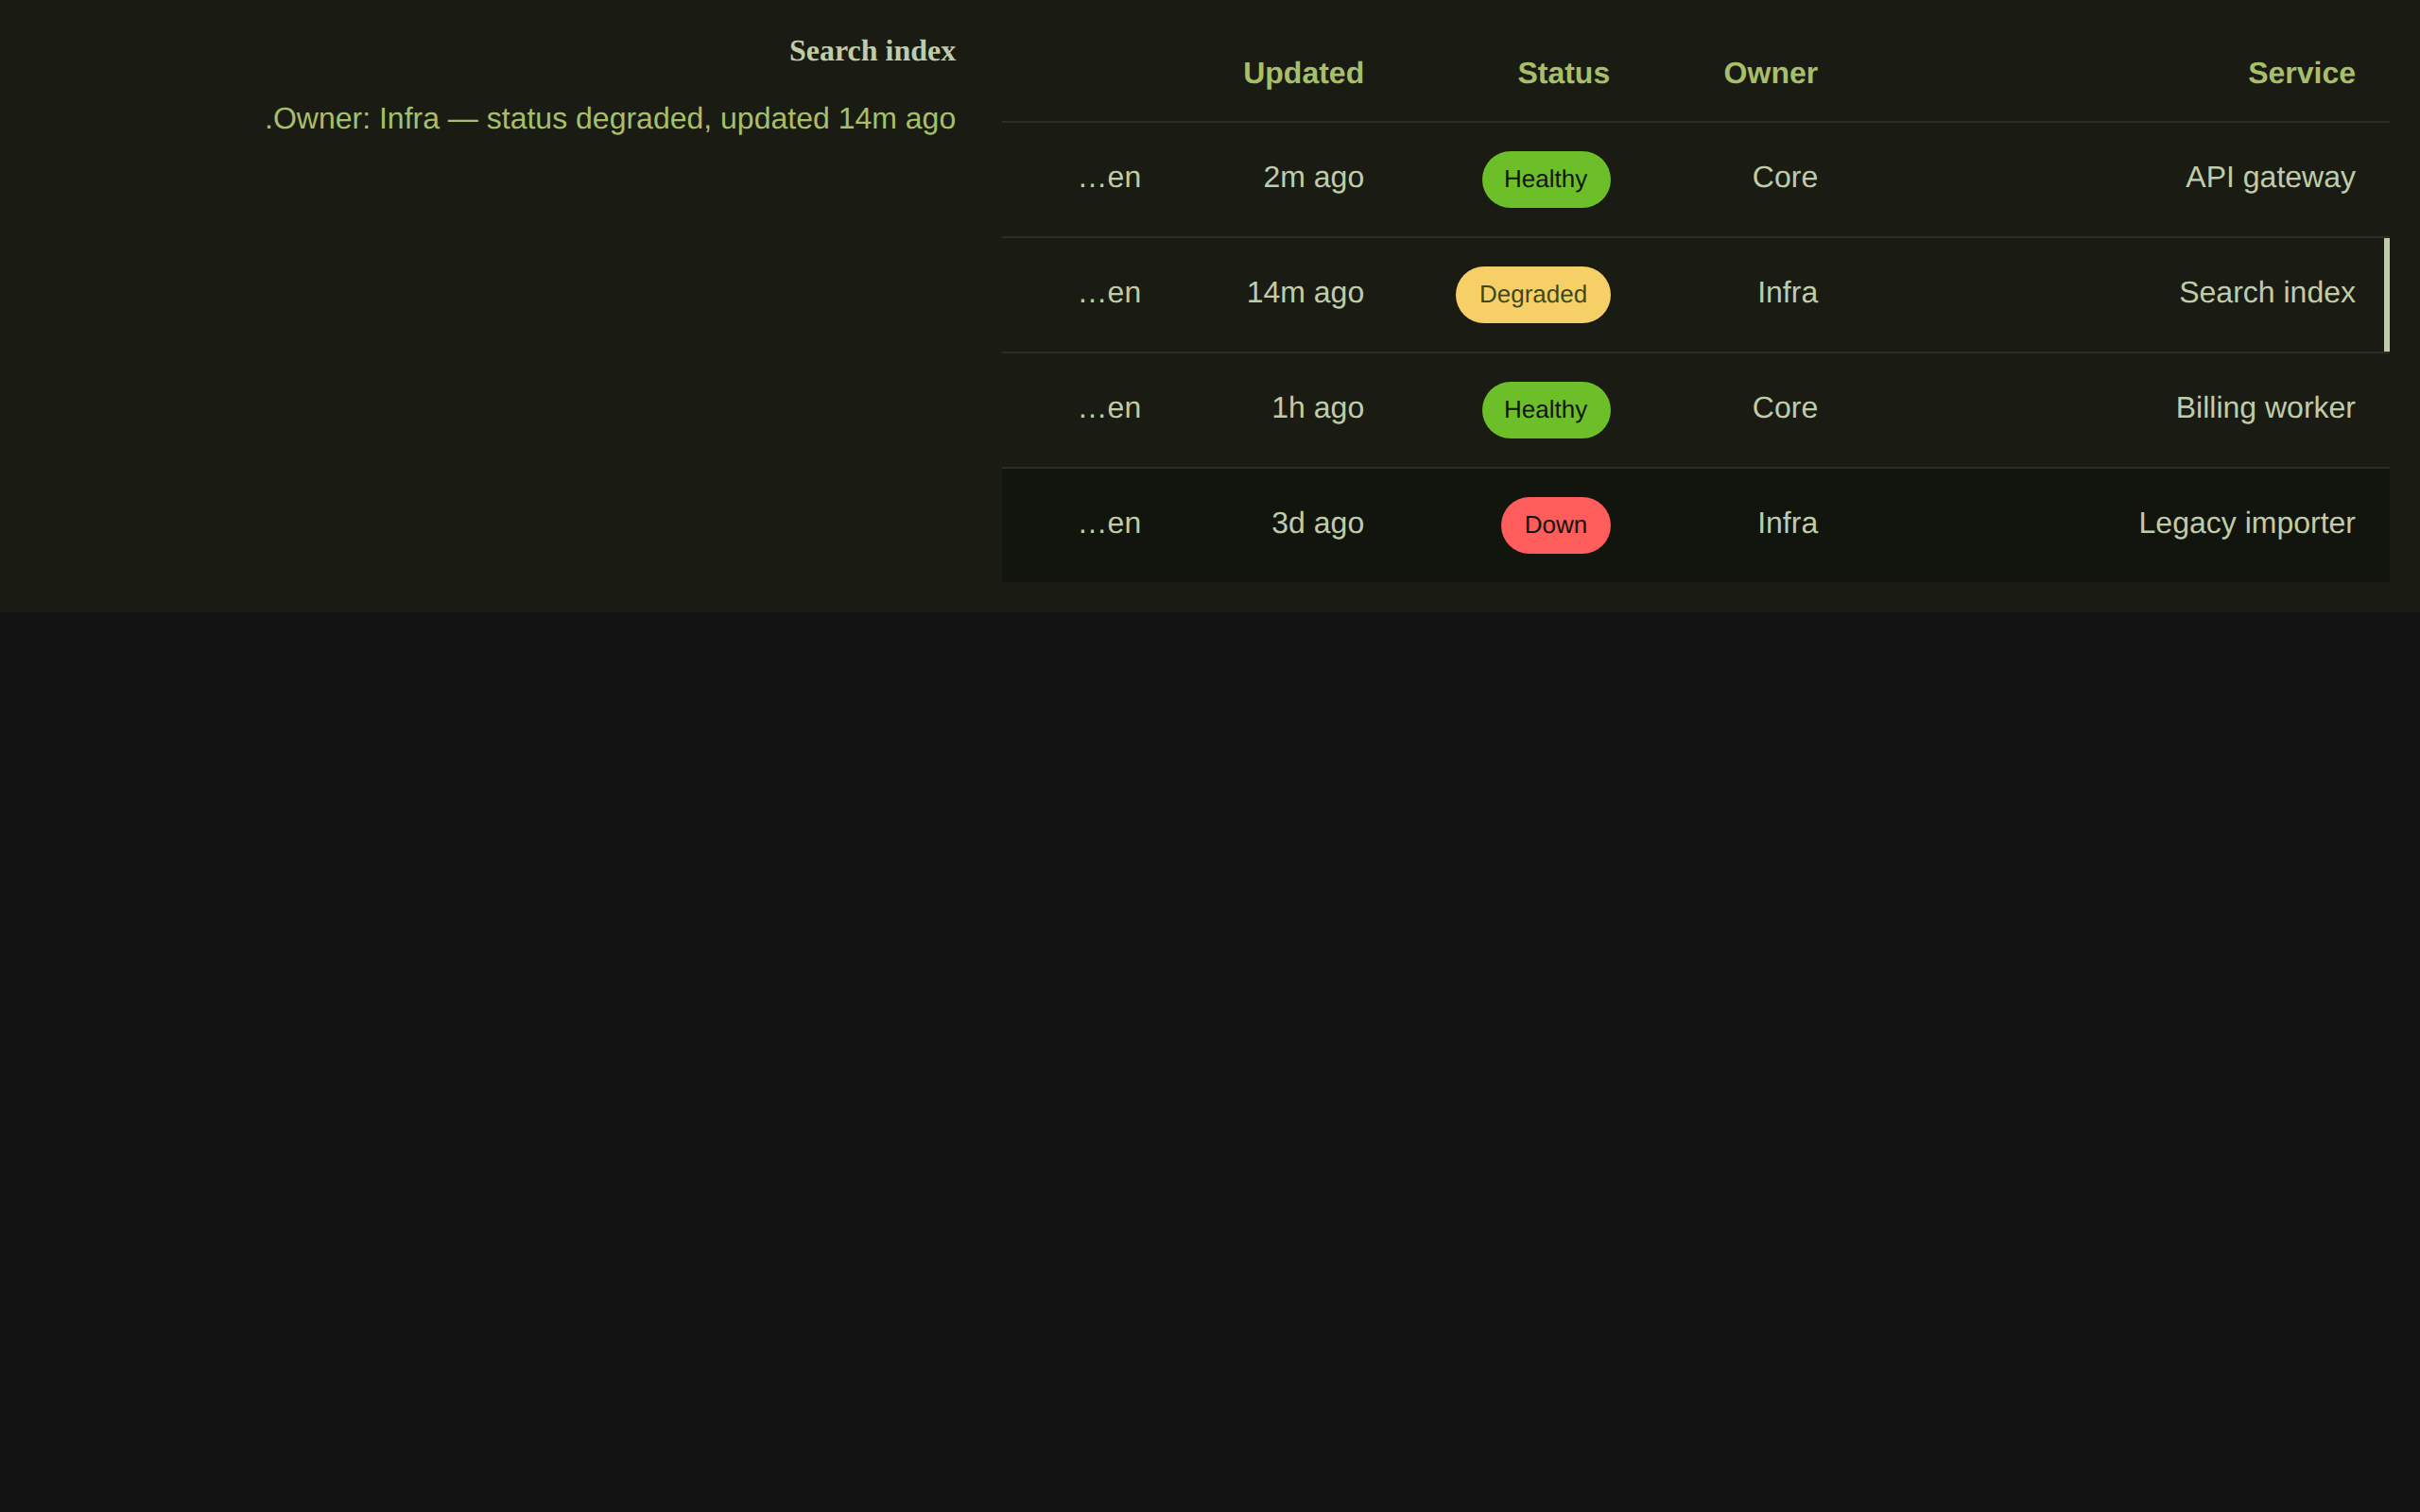 Service Owner Status Updated
API gateway Core Healthy 2m ago en…
Search index Infra Degraded 14m ago en…
Billing worker Core Healthy 1h ago en…
Legacy importer Infra Down 3d ago en…
Search index
Owner: Infra — status degraded, updated 14m ago.